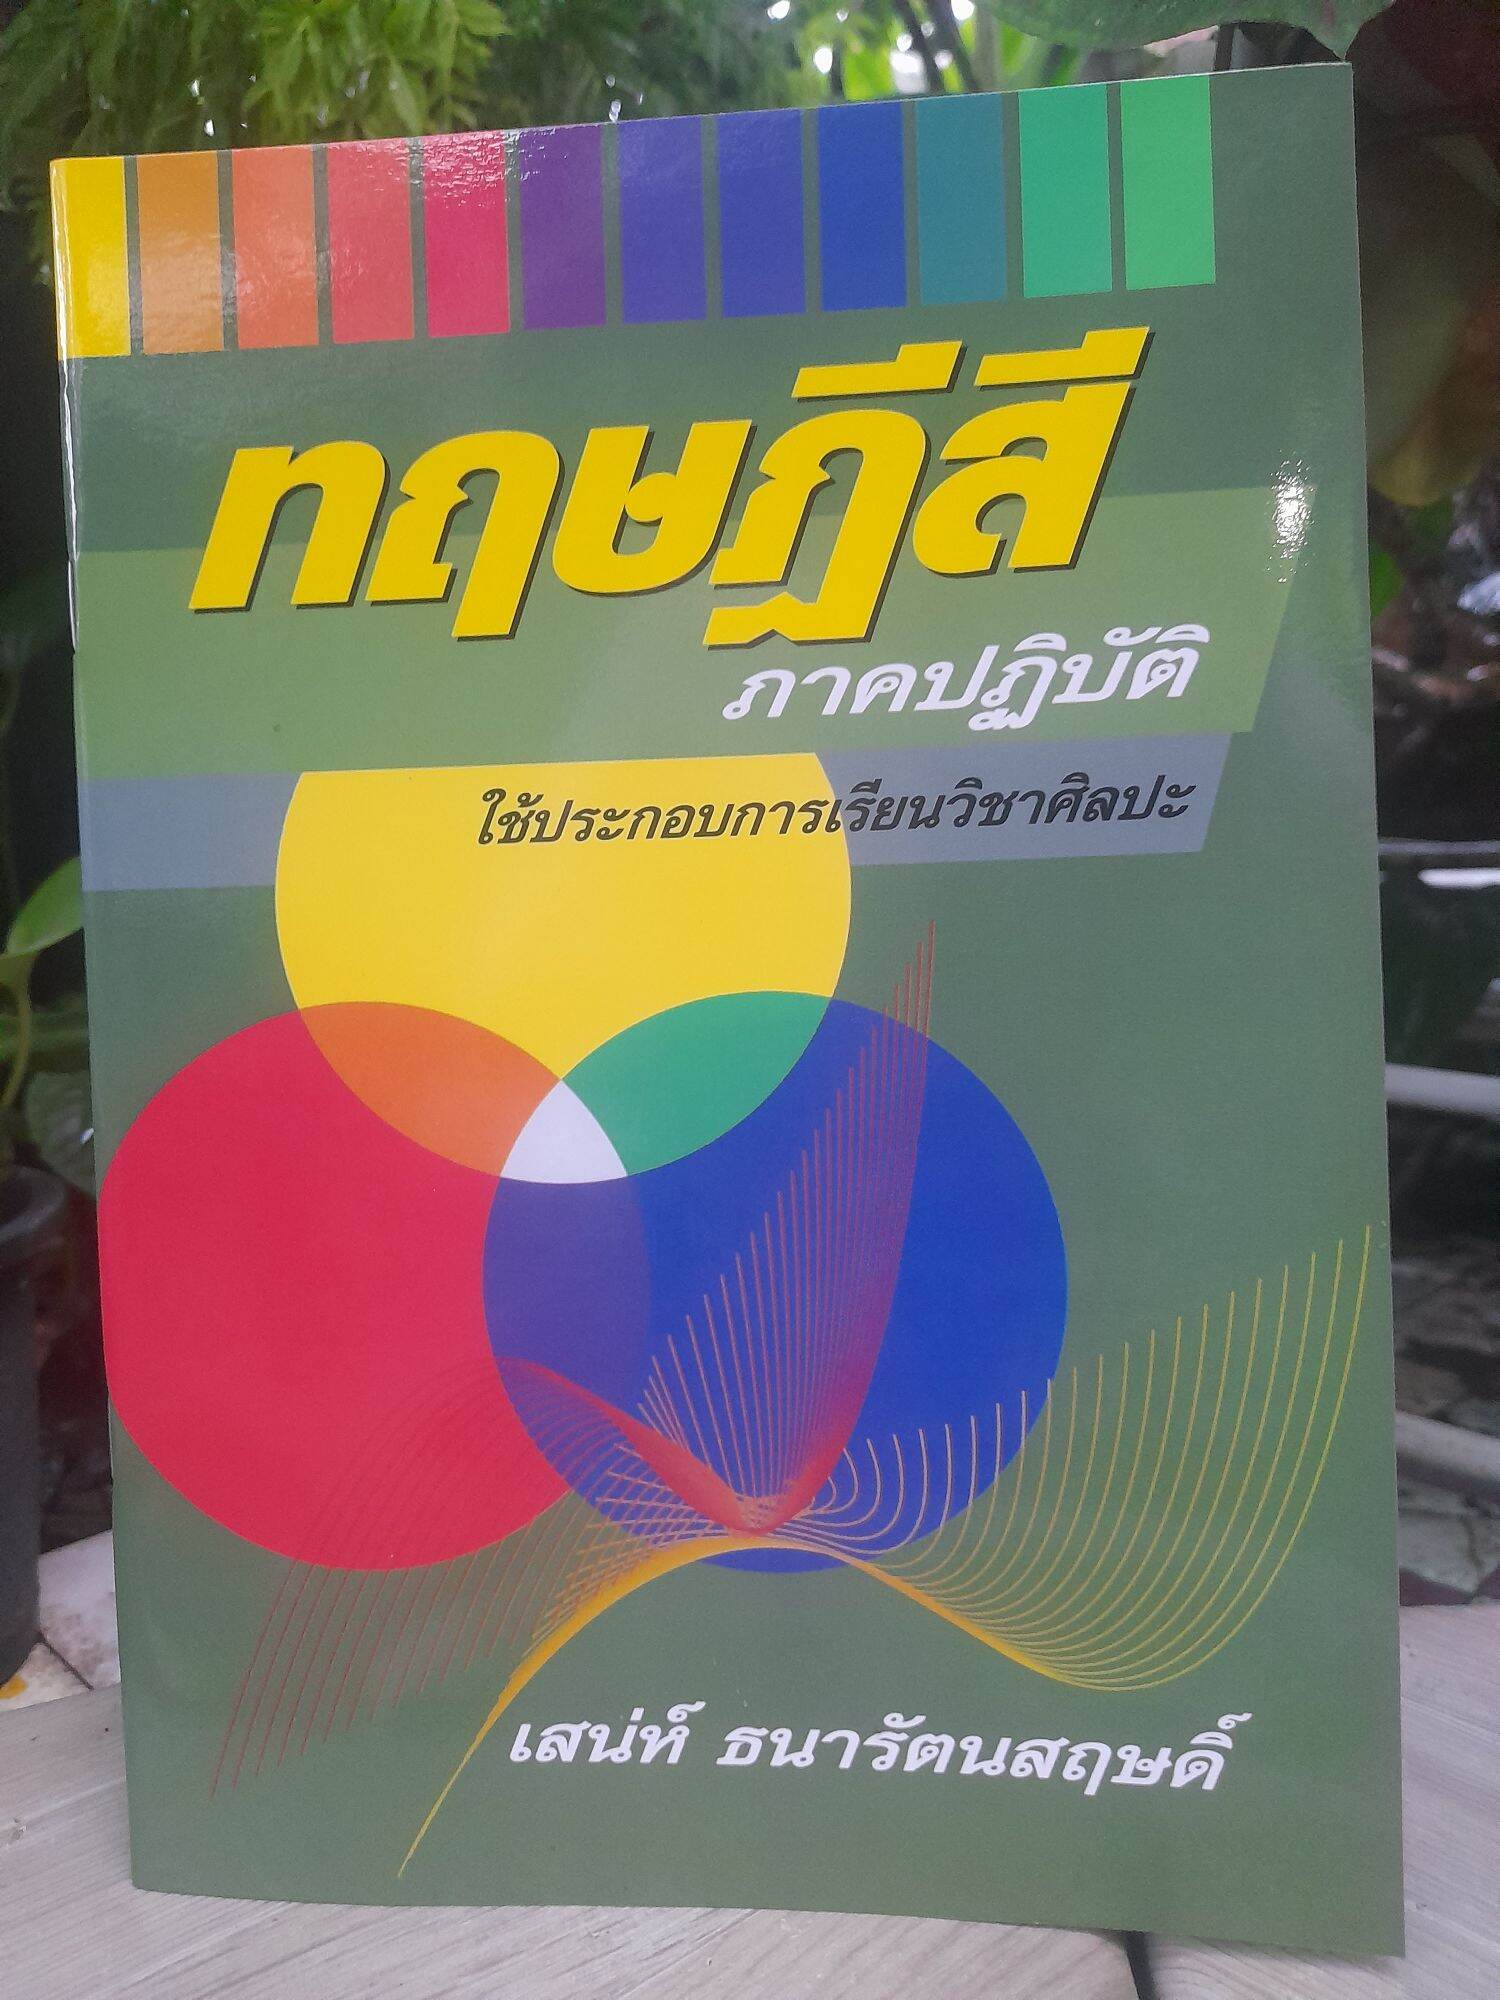 ทฤษฎีสี
ภาคปฏิบัติ
ใช้ประกอบการเรียนวิชาศิลปะ
เสน่ห์ ธนารัตนสฤษดิ์